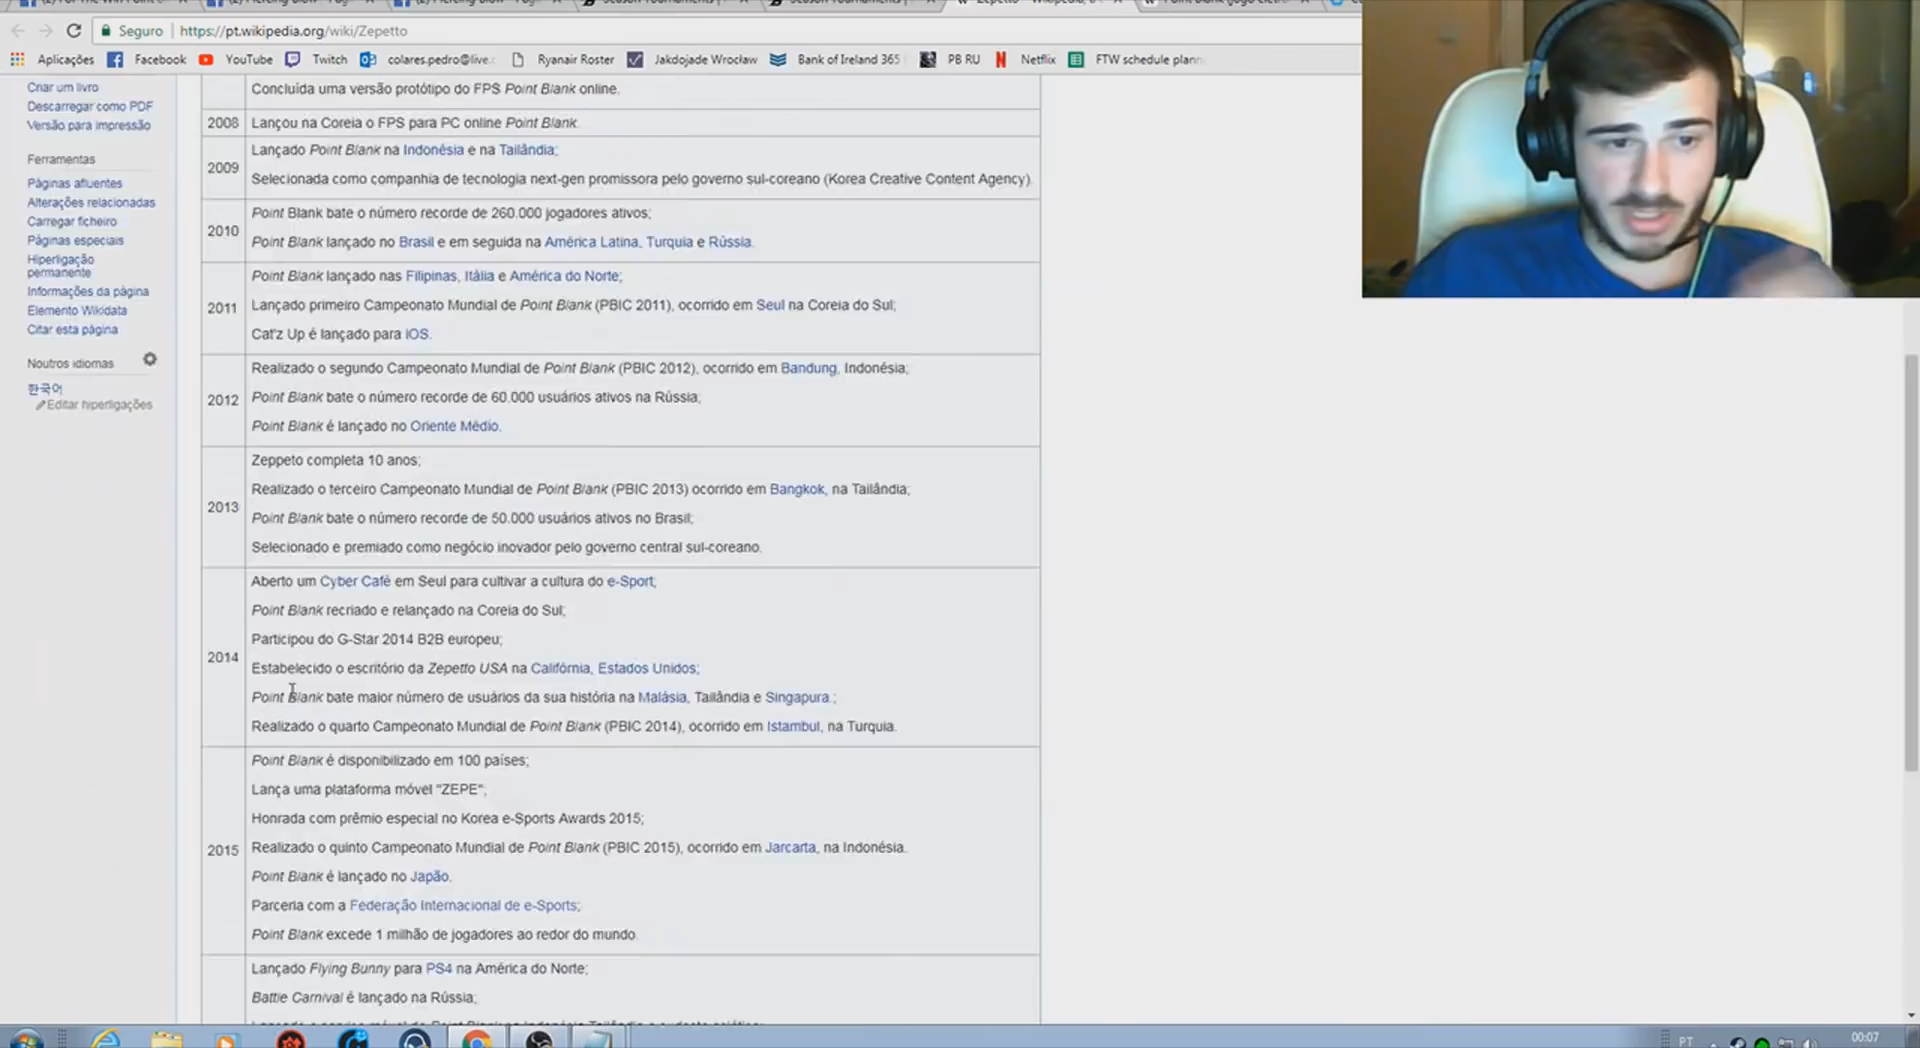 Seguro | https://pt.wikipedia.org/wiki/Zepetto
Aplicações Facebook YouTube Twitch colares.pedro@live. Ryanair Roster Jakdojade Wrocław Bank of Ireland 365 PB RU Netflix FTW schedule plann
Criar um livro
Descarregar como PDF
Versão para impressão
Ferramentas
Páginas afluentes
Alterações relacionadas
Carregar ficheiro
Páginas especiais
Hiperligação
permanente
Informações da página
Elemento Wikidata
Citar esta página
Noutros idiomas
한국어
Editar hiperligações
Concluída uma versão protótipo do FPS Point Blank online.
2008 Lançou na Coreia o FPS para PC online Point Blank.
2009
Lançado Point Blank na Indonésia e na Tailândia;
Selecionada como companhia de tecnologia next-gen promissora pelo governo sul-coreano (Korea Creative Content Agency)
2010
Point Blank bate o número recorde de 260.000 jogadores ativos;
Point Blank lançado no Brasil e em seguida na América Latina, Turquia e Rússia.
2011
Point Blank lançado nas Filipinas, Itália e América do Norte;
Lançado primeiro Campeonato Mundial de Point Blank (PBIC 2011), ocorrido em Seul na Coreia do Sul;
Cat'z Up é lançado para iOS.
2012
Realizado o segundo Campeonato Mundial de Point Blank (PBIC 2012), ocorrido em Bandung, Indonésia;
Point Blank bate o número recorde de 60.000 usuários ativos na Rússia;
Point Blank é lançado no Oriente Médio.
2013
Zeppeto completa 10 anos;
Realizado o terceiro Campeonato Mundial de Point Blank (PBIC 2013) ocorrido em Bangkok, na Tailândia;
Point Blank bate o número recorde de 50.000 usuários ativos no Brasil;
Selecionado e premiado como negócio inovador pelo governo central sul-coreano.
2014
Aberto um Cyber Café em Seul para cultivar a cultura do e-Sport;
Point Blank recriado e relançado na Coreia do Sul;
Participou do G-Star 2014 B2B europeu;
Estabelecido o escritório da Zepetto USA na Califórnia, Estados Unidos;
Point Blank bate maior número de usuários da sua história na Malásia, Tailândia e Singapura ;
Realizado o quarto Campeonato Mundial de Point Blank (PBIC 2014), ocorrido em Istambul, na Turquia.
2015
Point Blank é disponibilizado em 100 países;
Lança uma plataforma móvel "ZEPE";
Honrada com prêmio especial no Korea e-Sports Awards 2015;
Realizado o quinto Campeonato Mundial de Point Blank (PBIC 2015), ocorrido em Jarcarta, na Indonésia.
Point Blank é lançado no Japão.
Parceria com a Federação Internacional de e-Sports;
Point Blank excede 1 milhão de jogadores ao redor do mundo
Lançado Flying Bunny para PS4 na América do Norte;
Battle Carnival é lançado na Rússia;
PT
00:07